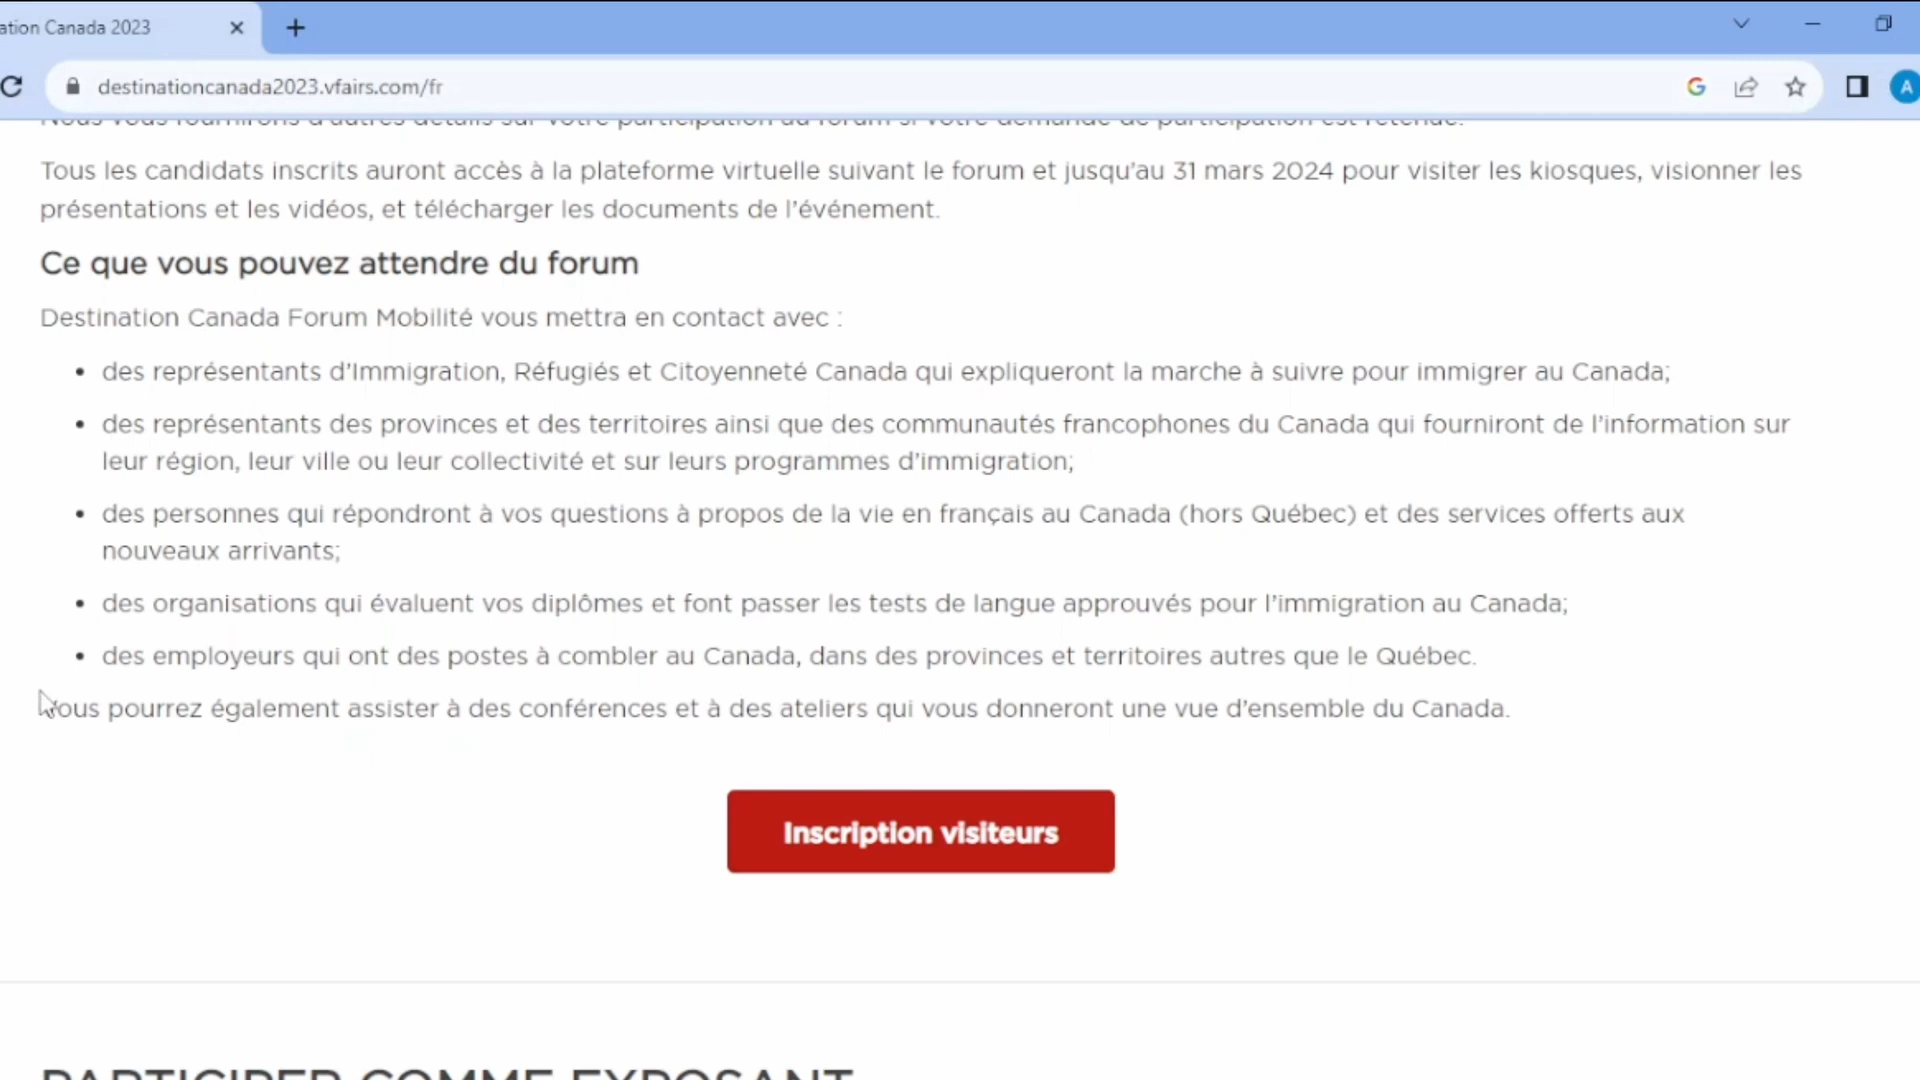 ation Canada 2023
destinationcanada2023.vfairs.com/fr
A
Nous vous fournirons d'autres détails sur votre participation au forum si votre demande de participation est retenue.
Tous les candidats inscrits auront accès à la plateforme virtuelle suivant le forum et jusqu'au 31 mars 2024 pour visiter les kiosques, visionner les
présentations et les vidéos, et télécharger les documents de l'événement.
Ce que vous pouvez attendre du forum
Destination Canada Forum Mobilité vous mettra en contact avec :
• des représentants d'Immigration, Réfugiés et Citoyenneté Canada qui expliqueront la marche à suivre pour immigrer au Canada;
• des représentants des provinces et des territoires ainsi que des communautés francophones du Canada qui fourniront de l'information sur
leur région, leur ville ou leur collectivité et sur leurs programmes d'immigration;
• des personnes qui répondront à vos questions à propos de la vie en français au Canada (hors Québec) et des services offerts aux
nouveaux arrivants;
• des organisations qui évaluent vos diplômes et font passer les tests de langue approuvés pour l'immigration au Canada;
• des employeurs qui ont des postes à combler au Canada, dans des provinces et territoires autres que le Québec.
Vous pourrez également assister à des conférences et à des ateliers qui vous donneront une vue d'ensemble du Canada.
Inscription visiteurs
PARTICIPER COMME EXPOSANT